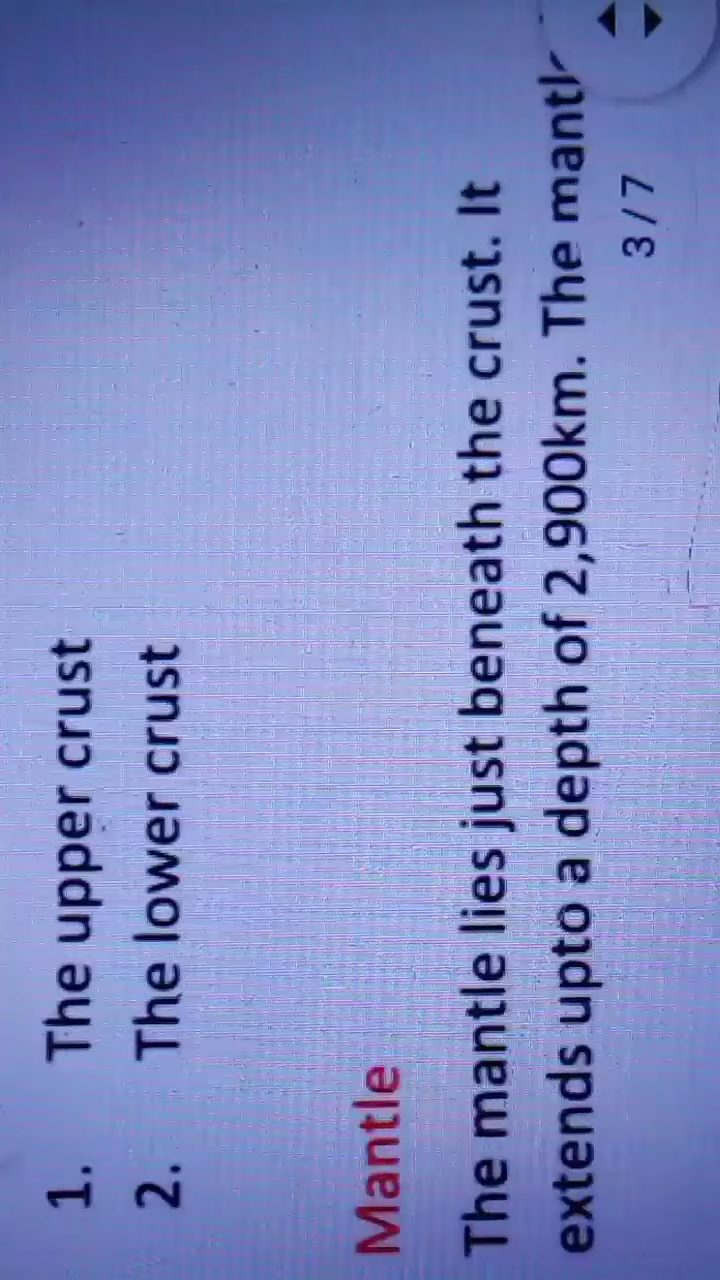 1. The upper crust
2. The lower crust
Mantle
The mantle lies just beneath the crust. It
extends upto a depth of 2,900km. The
3/7